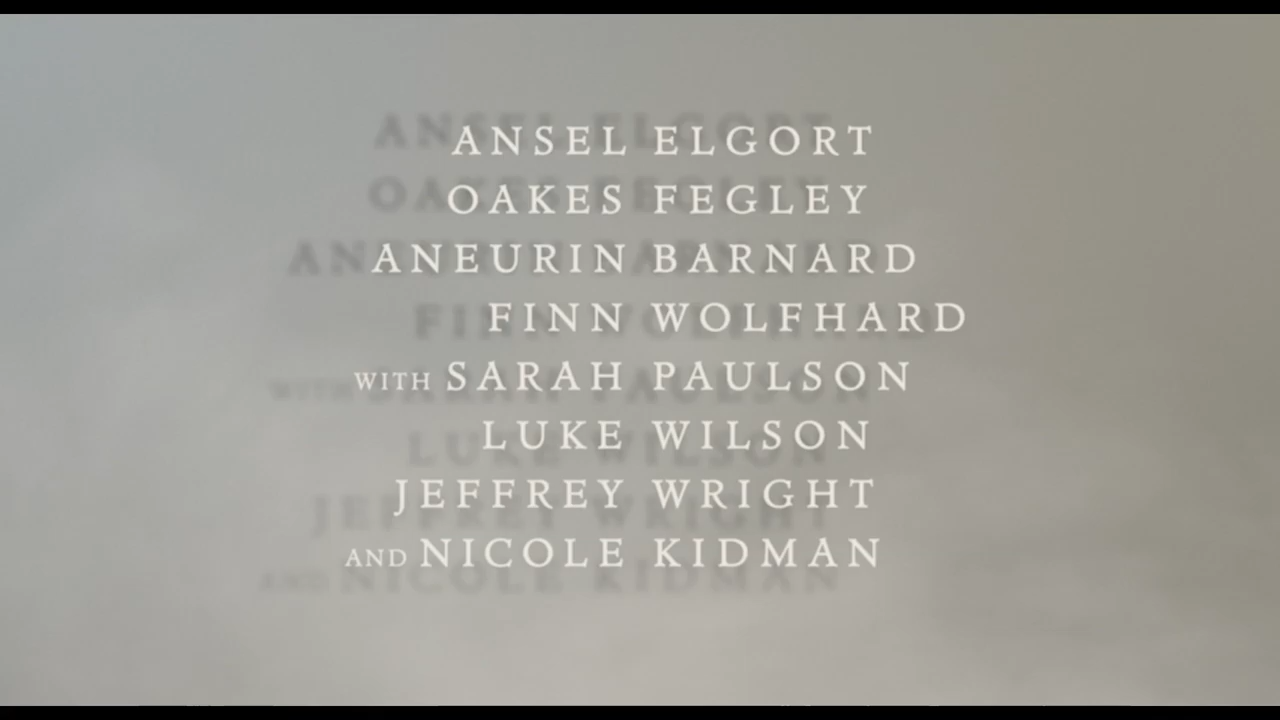 ANSEL ELGORT
OAKES FEGLEY
ANEURIN BARNARD
FINN WOLFHARD
WITH SARAH PAULSON
LUKE WILSON
JEFFREY WRIGHT
AND NICOLE KIDMAN